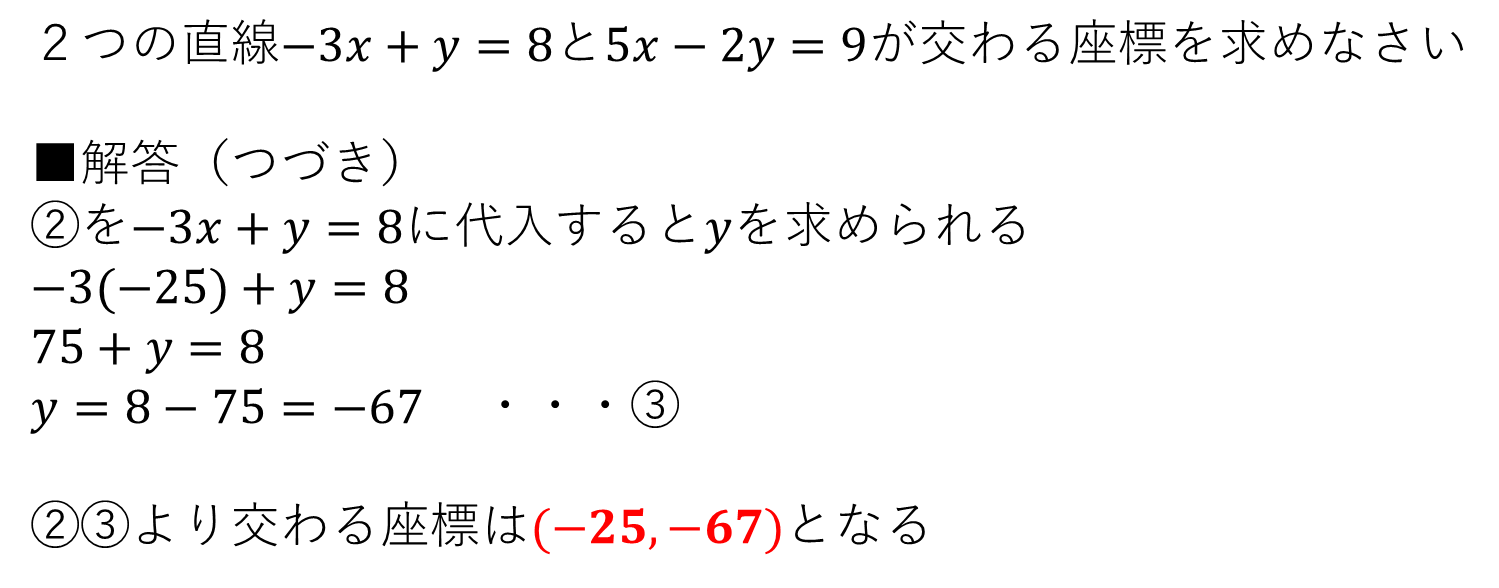 ２つの直線−3x + y = 8と5x − 2y = 9が交わる座標を求めなさい
■解答（つづき）
②を−3x + y = 8に代入するとyを求められる
−3(−25) + y = 8
75 + y = 8
y = 8 − 75 = −67　・・・③
②③より交わる座標は(−25, −67)となる